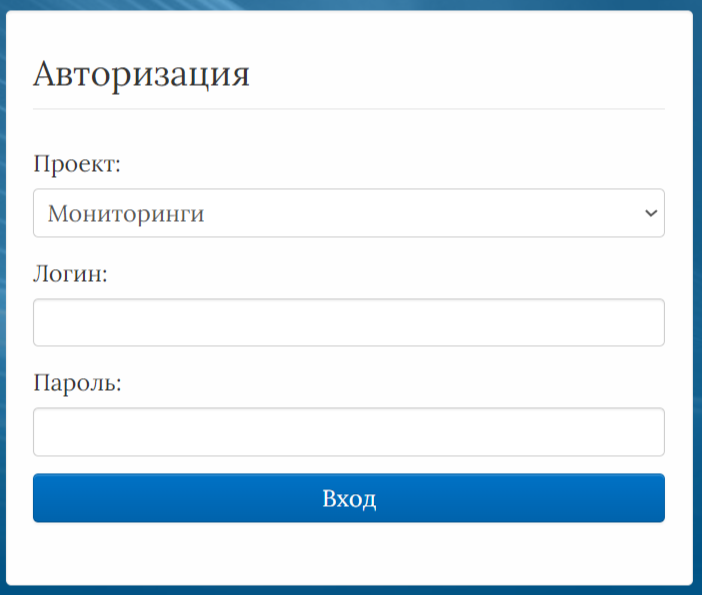 Авторизация
Проект:
Мониторинги
Логин:
Пароль:
Вход